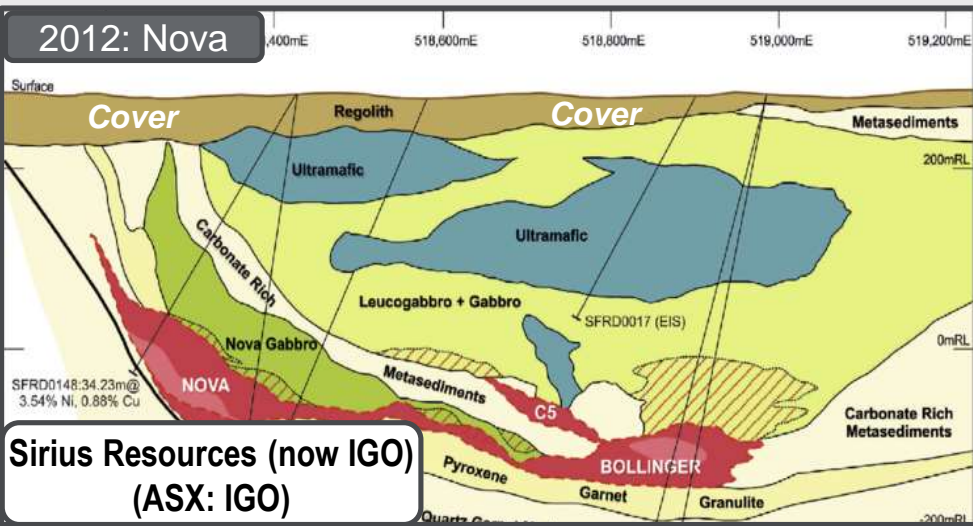 2012: Nova
,400mE
518,600mE
518,800mE
519,000mE
519,200mE
Surface
Cover
Regolith
Cover
Metasediments
200mRL
Ultramafic
Carbonate Rich
Ultramafic
Leucogabbro + Gabbro
SFRD0017 (EIS)
0mRL
Nova Gabbro
Metasediments
SFRD0148:34.23m@
3.54% Ni, 0.88% Cu
NOVA
C5
Carbonate Rich
Metasediments
BOLLINGER
Sirius Resources (now IGO)
(ASX: IGO)
Pyroxene
Garnet
Granulite
-200mRL